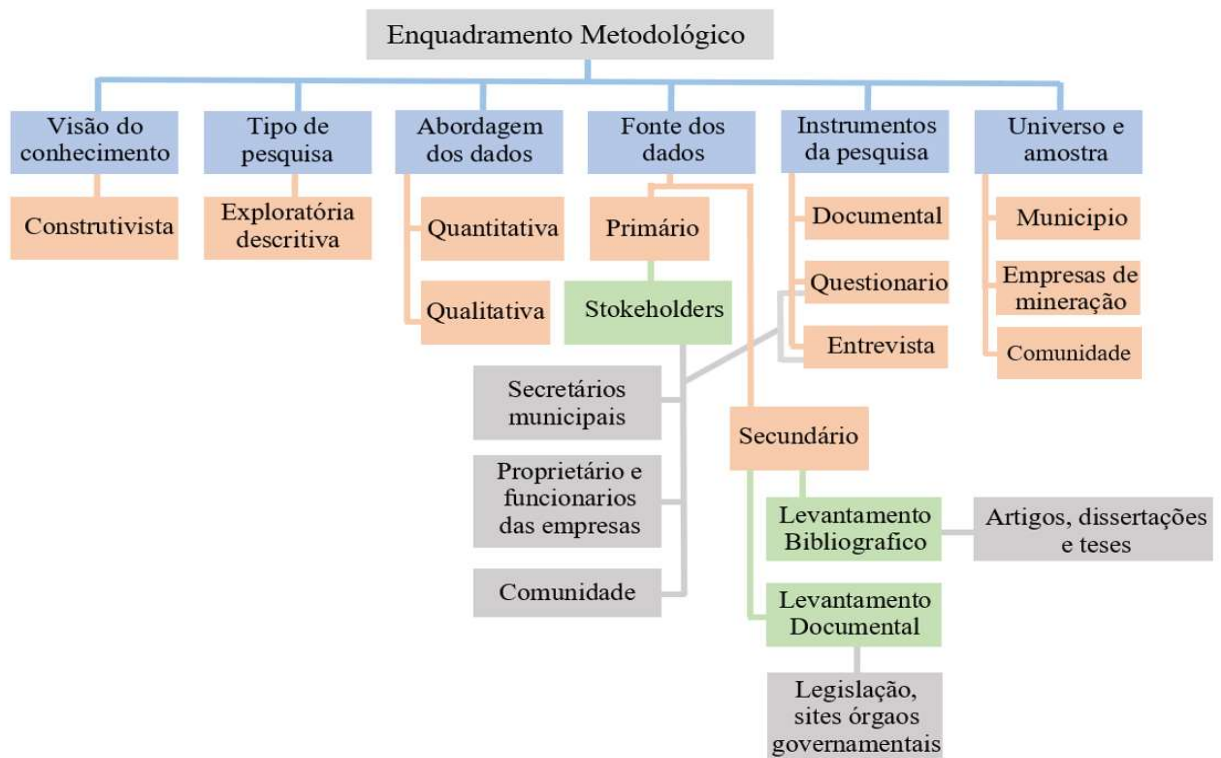 Enquadramento Metodológico
Visão do
conhecimento
Tipo de
pesquisa
Abordagem
dos dados
Fonte dos
dados
Instrumentos
da pesquisa
Universo e
amostra
Construtivista
Exploratória
descritiva
Quantitativa
Qualitativa
Primário
Stokeholders
Documental
Questionario
Entrevista
Municipio
Empresas de
mineração
Comunidade
Secretários
municipais
Proprietário e
funcionarios
das empresas
Comunidade
Secundário
Levantamento
Bibliografico
Artigos, dissertações
e teses
Levantamento
Documental
Legislação,
sites órgaos
governamentais